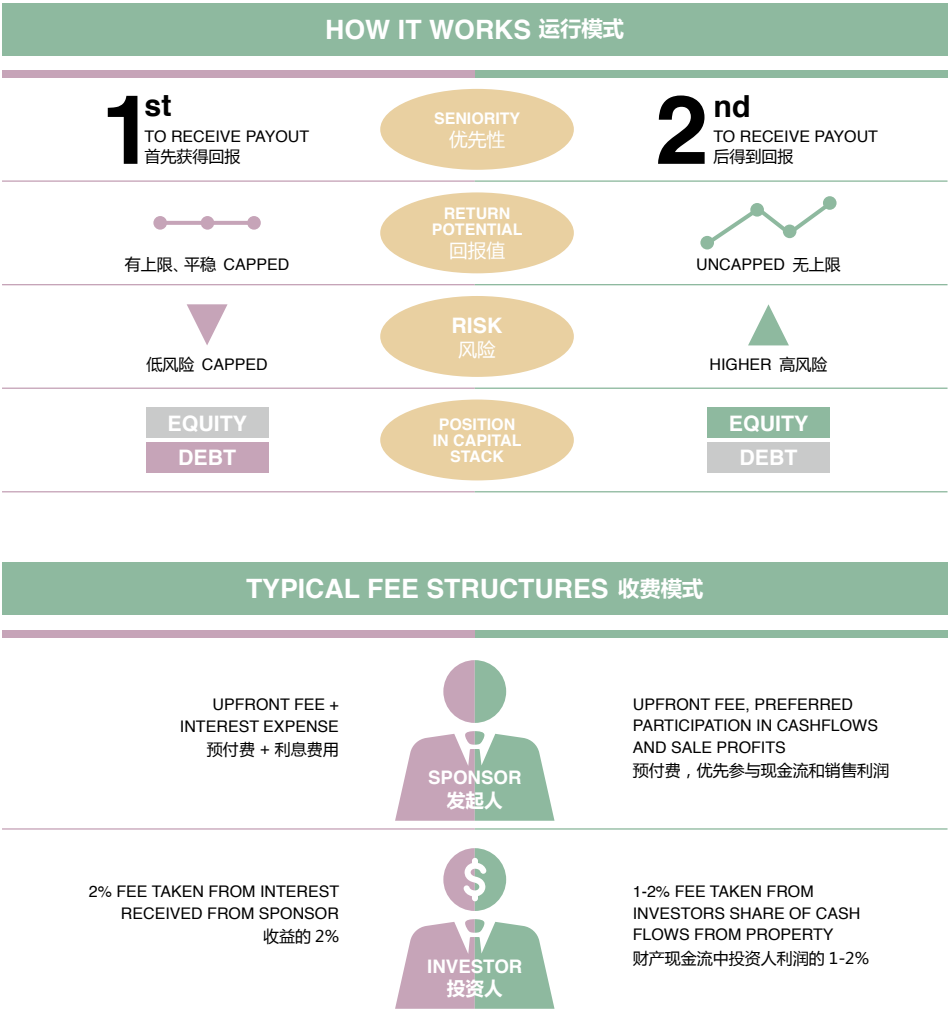 HOW IT WORKS 运行模式
1st
TO RECEIVE PAYOUT
首先获得回报
SENIORITY
优先性
2nd
TO RECEIVE PAYOUT
后得到回报
有上限、平稳 CAPPED
RETURN
POTENTIAL
回报值
UNCAPPED 无上限
低风险 CAPPED
RISK
风险
HIGHER 高风险
EQUITY
DEBT
POSITION
IN CAPITAL
STACK
EQUITY
DEBT
TYPICAL FEE STRUCTURES 收费模式
UPFRONT FEE +
INTEREST EXPENSE
预付费 + 利息费用
SPONSOR
发起人
UPFRONT FEE, PREFERRED
PARTICIPATION IN CASHFLOWS
AND SALE PROFITS
预付费，优先参与现金流和销售利润
2% FEE TAKEN FROM INTEREST
RECEIVED FROM SPONSOR
收益的 2%
$
INVESTOR
投资人
1-2% FEE TAKEN FROM
INVESTORS SHARE OF CASH
FLOWS FROM PROPERTY
财产现金流中投资人利润的 1-2%